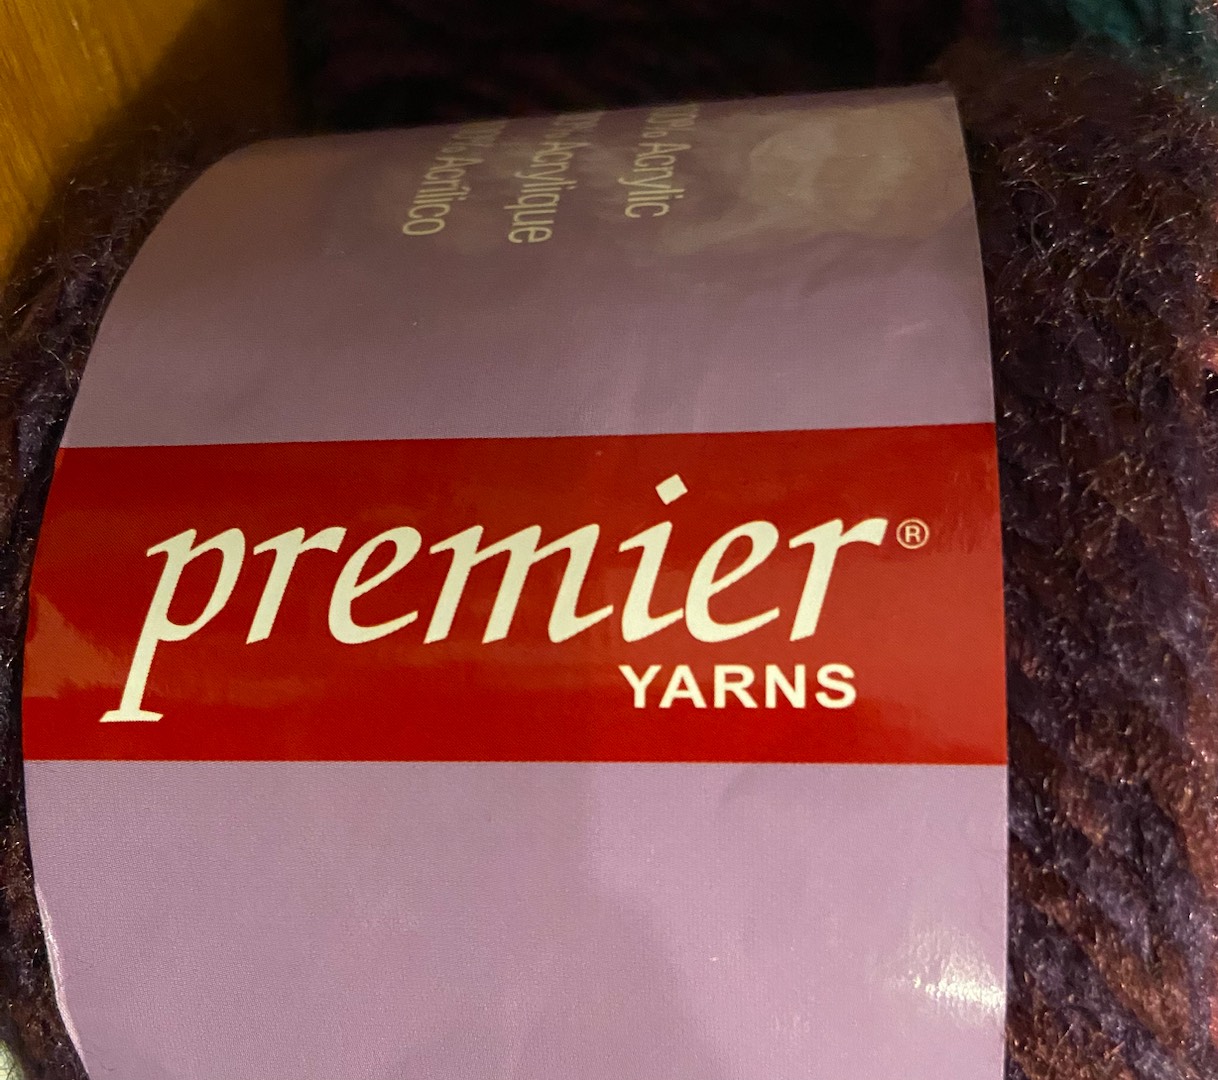 % Acrylic
% Acrylique
% Acrílico
premier®
YARNS